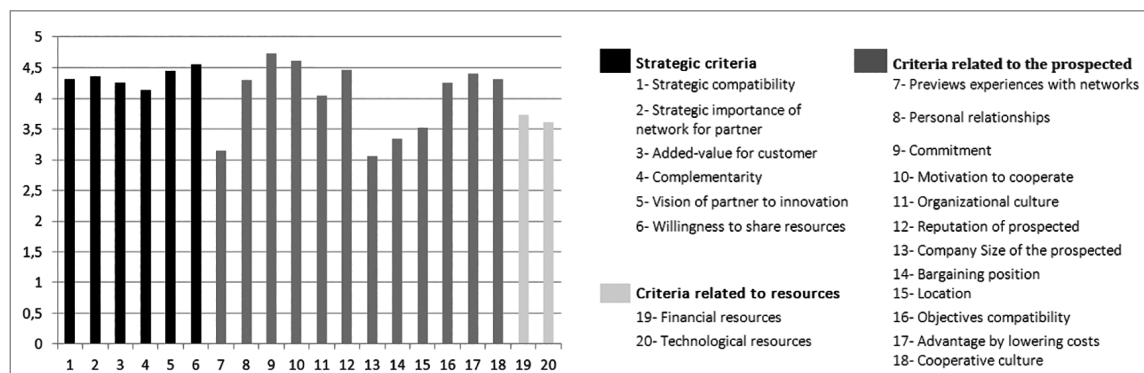 5
4,5
4
3,5
3
2,5
2
1,5
1
0,5
0
1 2 3 4 5 6 7 8 9 10 11 12 13 14 15 16 17 18 19 20
Strategic criteria
1- Strategic compatibility
2- Strategic importance of
network for partner
3- Added-value for customer
4- Complementarity
5- Vision of partner to innovation
6- Willingness to share resources
Criteria related to resources
19- Financial resources
20- Technological resources
Criteria related to the prospected
7- Previews experiences with networks
8- Personal relationships
9- Commitment
10- Motivation to cooperate
11- Organizational culture
12- Reputation of prospected
13- Company Size of the prospected
14- Bargaining position
15- Location
16- Objectives compatibility
17- Advantage by lowering costs
18- Cooperative culture